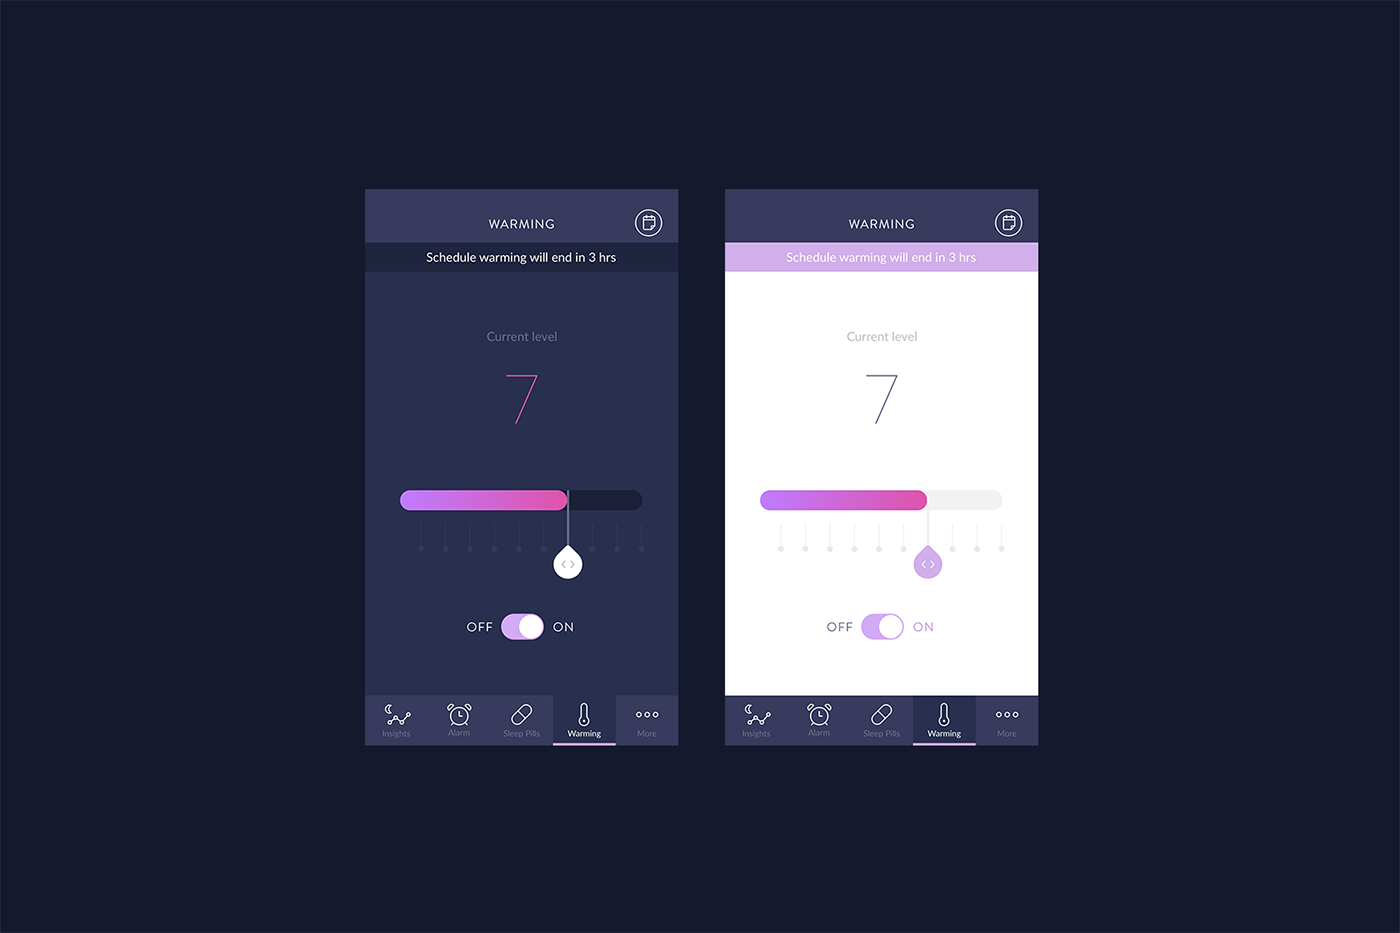 WARMING
Schedule warming will end in 3 hrs
Current level
7
OFF ON
Insights Alarm Sleep Pills Warming More
WARMING
Schedule warming will end in 3 hrs
Current level
7
OFF ON
Insights Alarm Sleep Pills Warming More